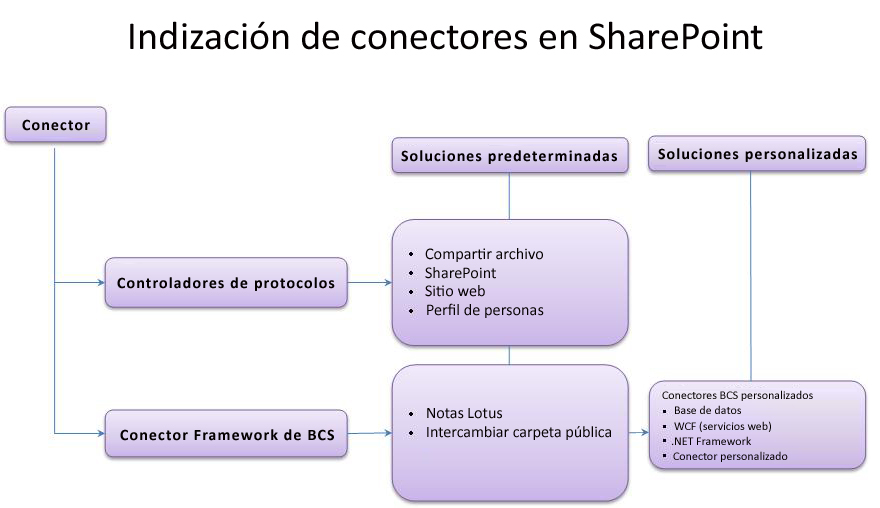 Indización de conectores en SharePoint
Conector
Soluciones predeterminadas
Soluciones personalizadas
Controladores de protocolos
• Compartir archivo
• SharePoint
• Sitio web
• Perfil de personas
Conector Framework de BCS
• Notas Lotus
• Intercambiar carpeta pública
Conectores BCS personalizados
▪ Base de datos
▪ WCF (servicios web)
▪ .NET Framework
▪ Conector personalizado